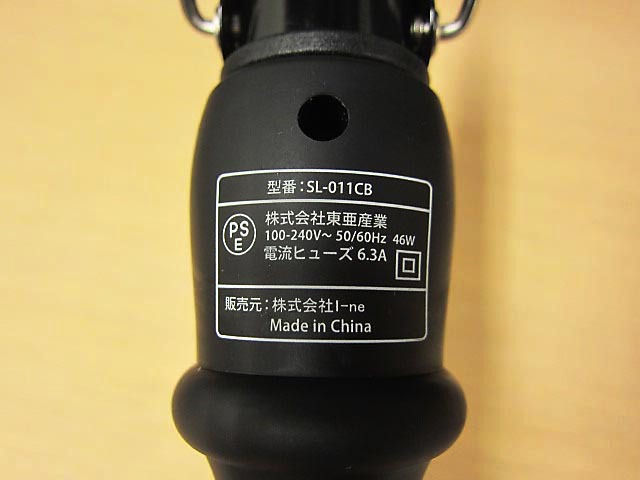 型番：SL-011CB
PSE
株式会社東亜産業
100-240V～ 50/60Hz 46W
電流ヒューズ 6.3A
販売元：株式会社I-ne
Made in China